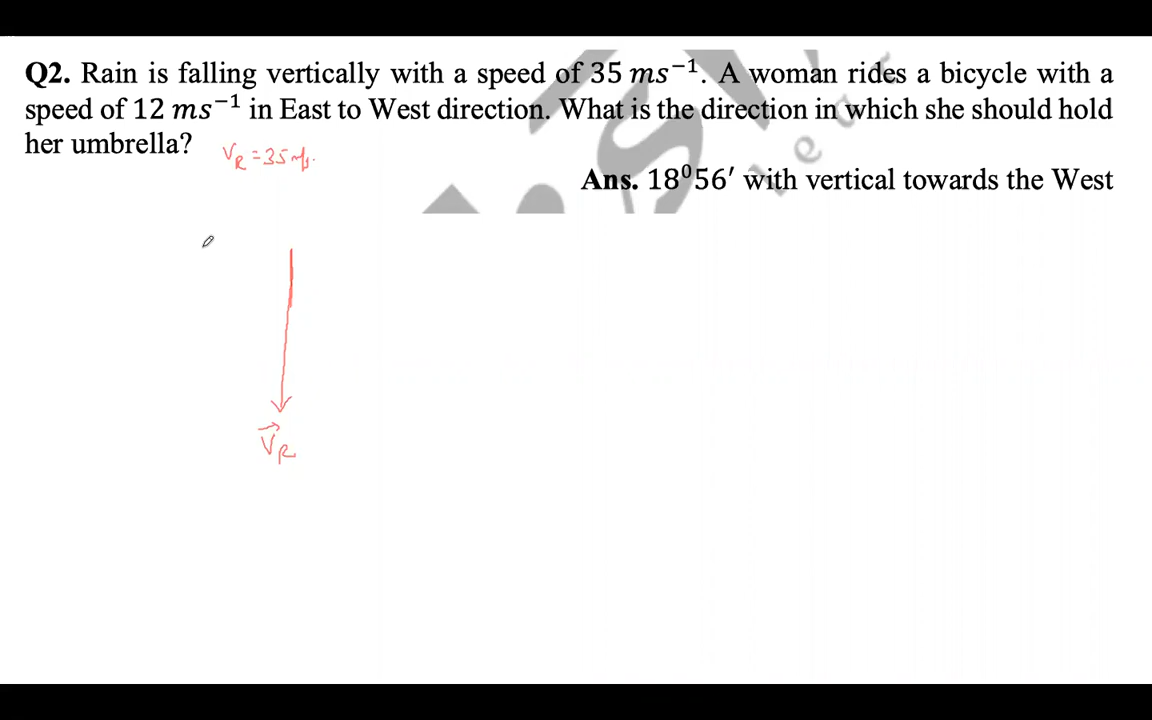 Q2. Rain is falling vertically with a speed of 35 ms⁻¹. A woman rides a bicycle with a
speed of 12 ms⁻¹ in East to West direction. What is the direction in which she should hold
her umbrella?
V_R = 35 m/s.
Ans. 18⁰56′ with vertical towards the West
V⃗_R